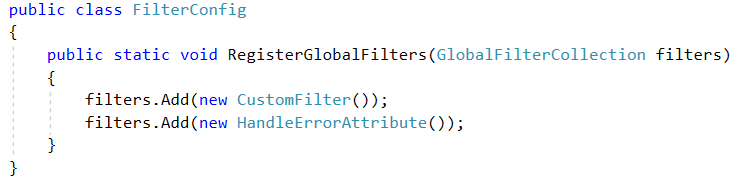 public class FilterConfig
{
    public static void RegisterGlobalFilters(GlobalFilterCollection filters)
    {
        filters.Add(new CustomFilter());
        filters.Add(new HandleErrorAttribute());
    }
}